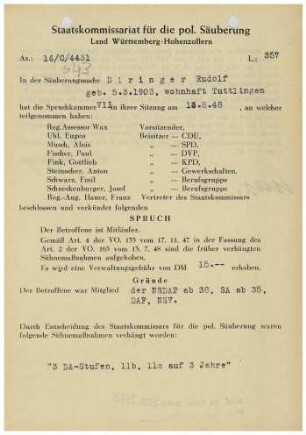 Staatskommissariat für die pol. Säuberung
Land Württemberg-Hohenzollern
Az.: 16/C/4431 L: 357
In der Säuberungssache Diringer Rudolf
geb. 5.3.1903, wohnhaft Tuttlingen
hat die Spruchkammer VII in ihrer Sitzung am 13.8.48, an welcher
teilgenommen haben:
Reg.Assessor Wax Vorsitzender,
Uhl, Eugen Beisitzer — CDU,
Musch, Alois „ — SPD,
Fischer, Paul „ — DVP,
Fink, Gottlieb „ — KPD,
Steinacher, Anton „ — Gewerkschaften,
Schwarz, Emil „ — Berufsgruppe
Schneckenburger, Josef „ — Berufsgruppe
Reg.-Ang. Hauer, Franz Vertreter des Staatskommissars
beschlossen und verkündet folgenden
SPRUCH
Der Betroffene ist Mitläufer.
Gemäß Art. 4 der VO. 133 vom 17. 11. 47 in der Fassung des
Art. 2 der VO. 165 vom 13. 7. 48 sind die früher verhängten
Sühnemaßnahmen aufgehoben.
Es wird eine Verwaltungsgebühr von DM 15.-- erhoben.
Gründe
Der Betroffene war Mitglied der NSDAP ab 38, SA ab 35,
DAF, NSV.
Durch Entscheidung des Staatskommissars für die pol. Säuberung waren
folgende Sühnemaßnahmen verhängt worden:
"3 DA-Stufen, 11b, 11c auf 3 Jahre"